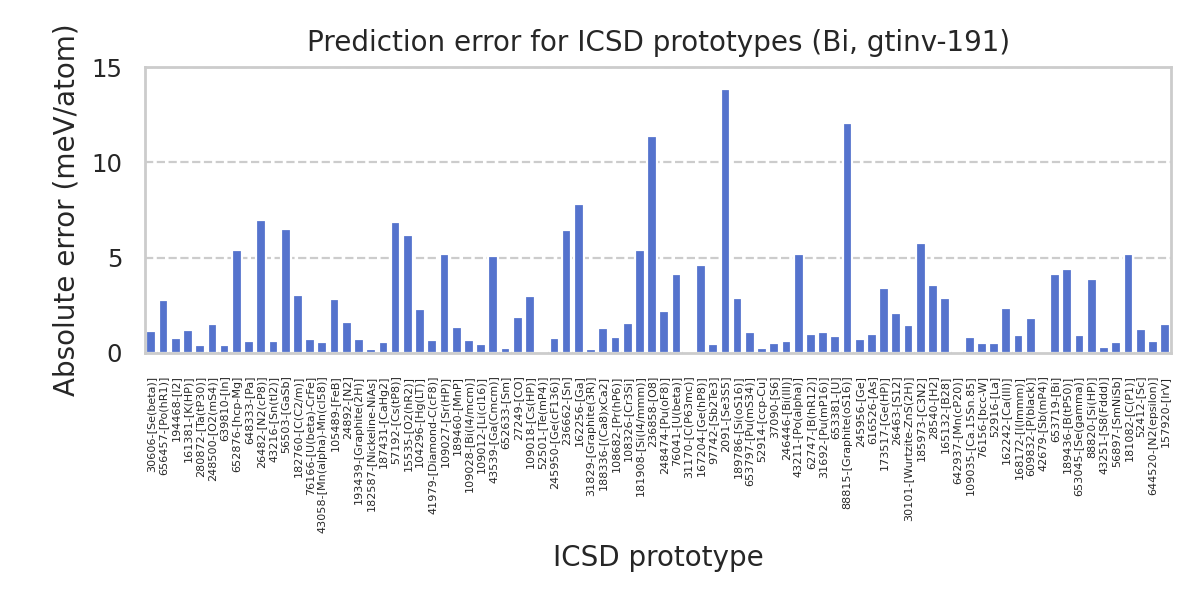 Prediction error for ICSD prototypes (Bi, gtinv-191)
Absolute error (meV/atom)
15
10
5
0
30606-[Se(beta)]
656457-[Po(hR1)]
194468-[I2]
161381-[K(HP)]
280872-[Ta(tP30)]
248500-[O2(mS4)]
639810-[In]
652876-[hcp-Mg]
648333-[Pa]
26482-[N2(cP8)]
43216-[Sn(tI2)]
56503-[GaSb]
182760-[C(C2/m)]
76166-[U(beta)-CrFe]
43058-[Mn(alpha)-Mn(cI58)]
105489-[FeB]
24892-[N2]
193439-[Graphite(2H)]
182587-[Nickeline-NiAs]
187431-[CaHg2]
57192-[Cs(tP8)]
15535-[O2(hR2)]
104296-[Hg(LT)]
41979-[Diamond-C(cF8)]
109027-[Sr(HP)]
189460-[MnP]
109028-[Bi(I4/mcm)]
109012-[Li(cI16)]
43539-[Ga(Cmcm)]
652633-[Sm]
27249-[CO]
109018-[Cs(HP)]
52501-[Te(mP4)]
245950-[Ge(cF136)]
236662-[Sn]
162256-[Ga]
31829-[Graphite(3R)]
188336-[(Ca8)xCa2]
108682-[Pr(hP6)]
108326-[Cr3Si]
181908-[Si(I4/mmm)]
236858-[O8]
248474-[Pu(oF8)]
76041-[U(beta)]
31170-[C(P63mc)]
167204-[Ge(hP8)]
97742-[Sb2Te3]
2091-[Se3S5]
189786-[Si(oS16)]
653797-[Pu(mS34)]
52914-[ccp-Cu]
37090-[S6]
246446-[Bi(III)]
43211-[Po(alpha)]
62747-[B(hR12)]
31692-[Pu(mP16)]
653381-[U]
88815-[Graphite(oS16)]
245956-[Ge]
616526-[As]
173517-[Ge(HP)]
26463-[S12]
30101-[Wurtzite-ZnS(2H)]
185973-[C3N2]
28540-[H2]
165132-[B28]
642937-[Mn(cP20)]
109035-[Ca.15Sn.85]
76156-[bcc-W]
52916-[La]
162242-[Ca(III)]
168172-[I(Immm)]
609832-[P(black)]
42679-[Sb(mP4)]
653719-[Bi]
189436-[B(tP50)]
653045-[Se(gamma)]
88820-[Si(HP)]
43251-[S8(Fddd)]
56897-[SmNiSb]
181082-[C(P1)]
52412-[Sc]
644520-[N2(epsilon)]
157920-[IrV]
ICSD prototype